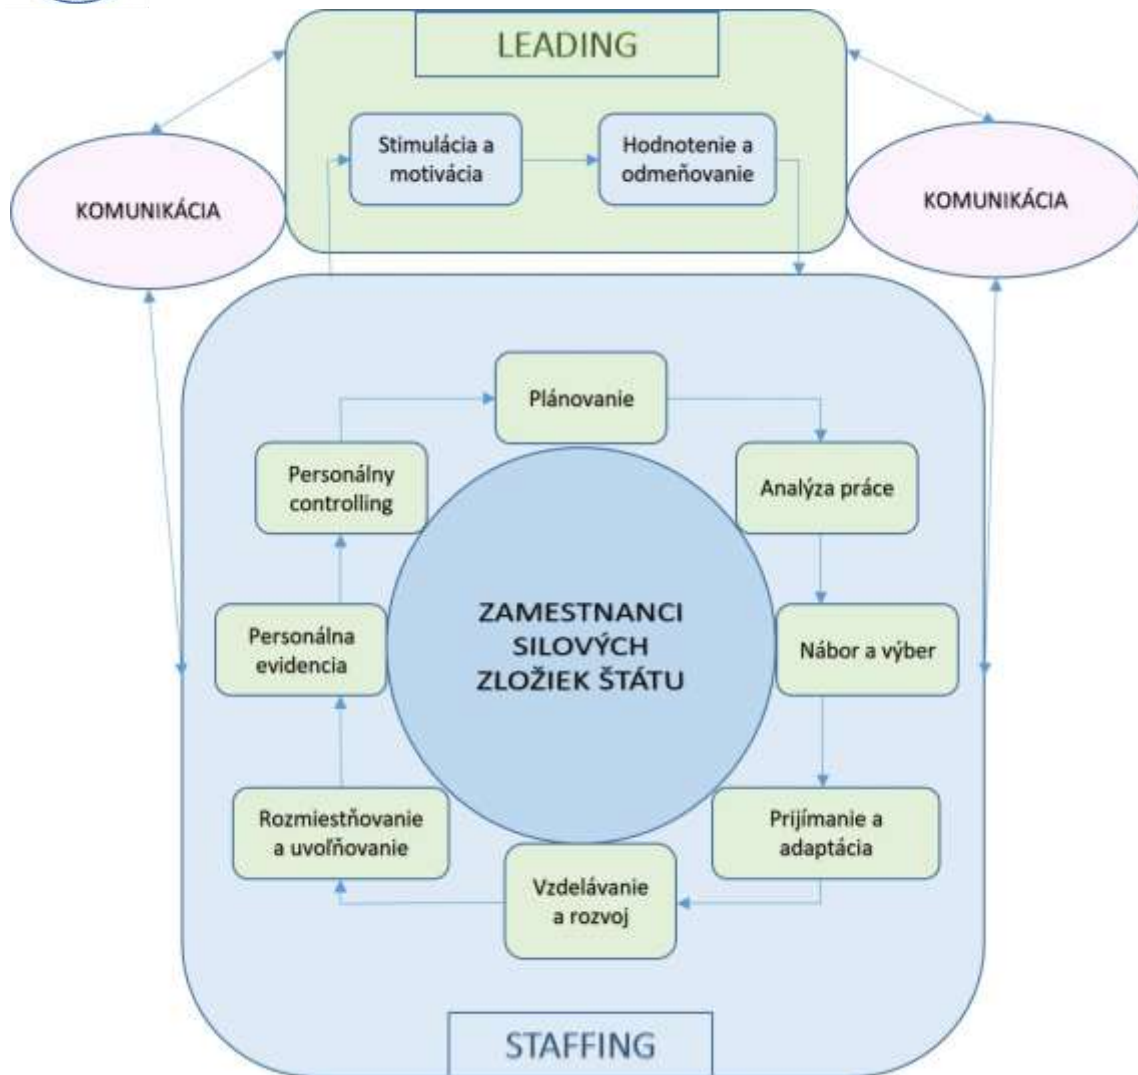 LEADING
Stimulácia a
motivácia
Hodnotenie a
odmeňovanie
KOMUNIKÁCIA
KOMUNIKÁCIA
Plánovanie
Personálny
controlling
Analýza práce
ZAMESTNANCI
SILOVÝCH
ZLOŽIEK ŠTÁTU
Personálna
evidencia
Nábor a výber
Rozmiestňovanie
a uvoľňovanie
Prijímanie a
adaptácia
Vzdelávanie
a rozvoj
STAFFING